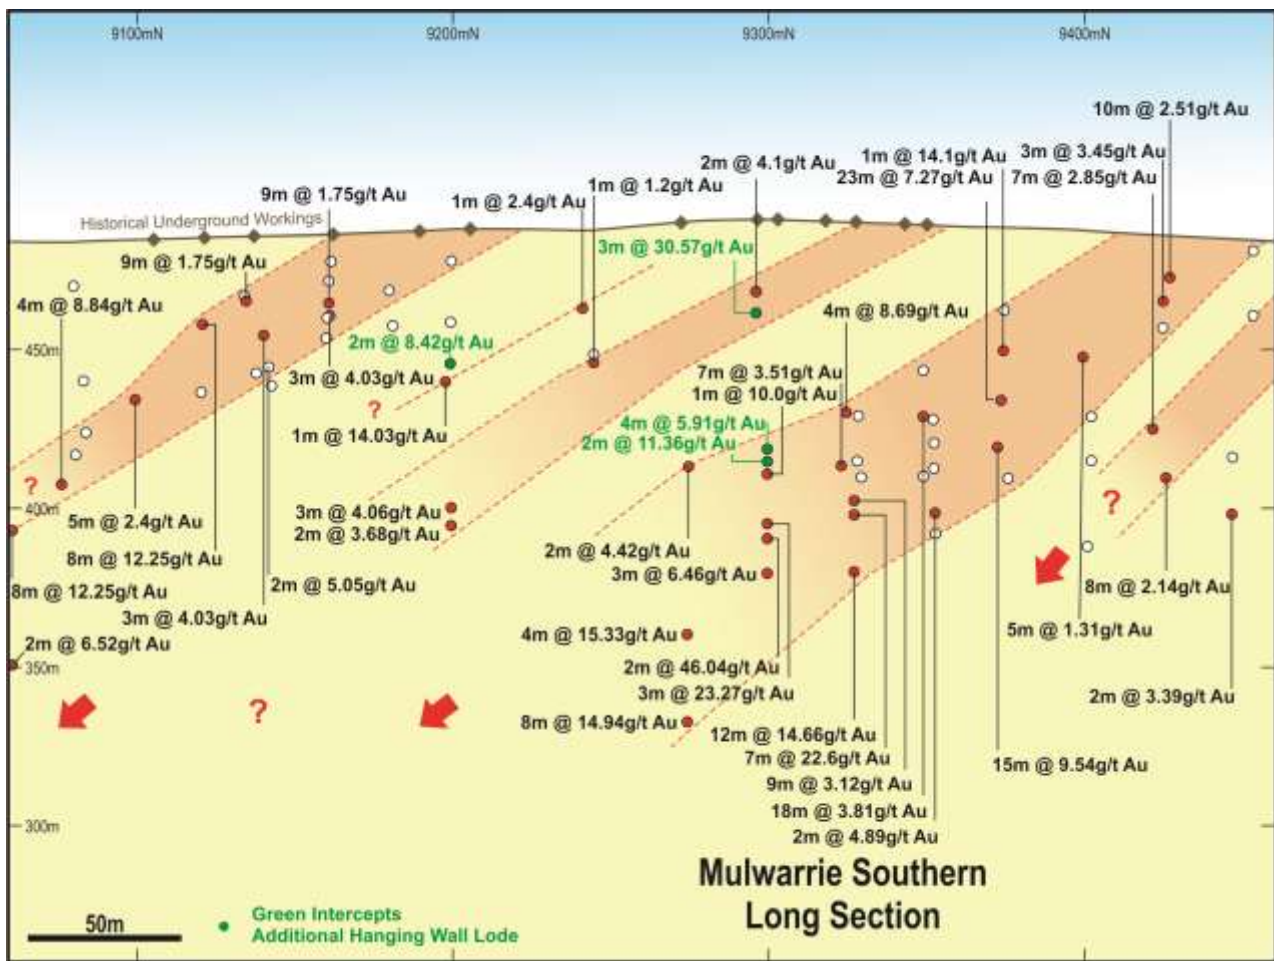 9100mN
9200mN
9300mN
9400mN
10m @ 2.51g/t Au
1m @ 14.1g/t Au
3m @ 3.45g/t Au
2m @ 4.1g/t Au
23m @ 7.27g/t Au
7m @ 2.85g/t Au
9m @ 1.75g/t Au
1m @ 1.2g/t Au
1m @ 2.4g/t Au
Historical Underground Workings
3m @ 30.57g/t Au
9m @ 1.75g/t Au
4m @ 8.84g/t Au
4m @ 8.69g/t Au
2m @ 8.42g/t Au
450m
3m @ 4.03g/t Au
7m @ 3.51g/t Au
1m @ 10.0g/t Au
?
4m @ 5.91g/t Au
1m @ 14.03g/t Au
2m @ 11.36g/t Au
?
?
400m
3m @ 4.06g/t Au
5m @ 2.4g/t Au
2m @ 3.68g/t Au
2m @ 4.42g/t Au
8m @ 12.25g/t Au
3m @ 6.46g/t Au
2m @ 5.05g/t Au
8m @ 2.14g/t Au
8m @ 12.25g/t Au
3m @ 4.03g/t Au
5m @ 1.31g/t Au
4m @ 15.33g/t Au
2m @ 6.52g/t Au
350m
2m @ 46.04g/t Au
3m @ 23.27g/t Au
2m @ 3.39g/t Au
?
8m @ 14.94g/t Au
12m @ 14.66g/t Au
7m @ 22.6g/t Au
15m @ 9.54g/t Au
9m @ 3.12g/t Au
18m @ 3.81g/t Au
300m
2m @ 4.89g/t Au
Mulwarrie Southern
Long Section
50m
Green Intercepts
Additional Hanging Wall Lode